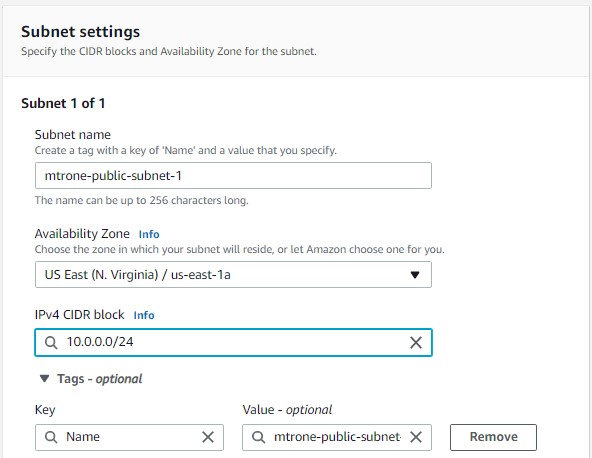 Subnet settings
Specify the CIDR blocks and Availability Zone for the subnet.
Subnet 1 of 1
Subnet name
Create a tag with a key of 'Name' and a value that you specify.
mtrone-public-subnet-1
The name can be up to 256 characters long.
Availability Zone Info
Choose the zone in which your subnet will reside, or let Amazon choose one for you.
US East (N. Virginia) / us-east-1a
IPv4 CIDR block Info
10.0.0.0/24
Tags - optional
Key Value - optional
Name mtrone-public-subnet- Remove